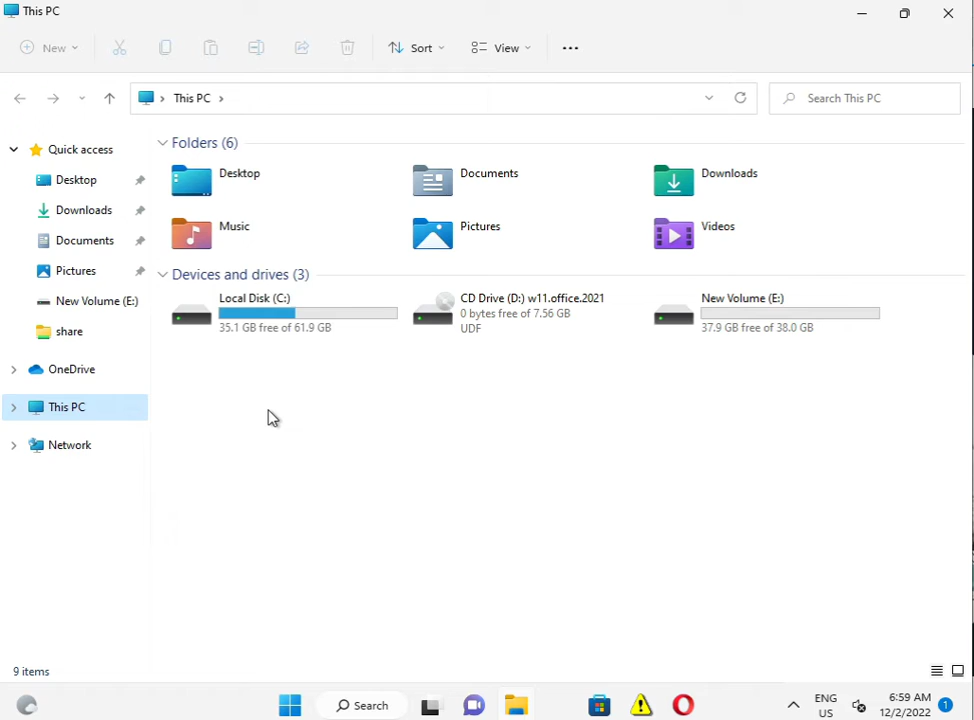 This PC
New
Sort
View
This PC
Search This PC
Quick access
Desktop
Downloads
Documents
Pictures
New Volume (E:)
share
OneDrive
This PC
Network
Folders (6)
Desktop
Documents
Downloads
Music
Pictures
Videos
Devices and drives (3)
Local Disk (C:)
35.1 GB free of 61.9 GB
CD Drive (D:) w11.office.2021
0 bytes free of 7.56 GB
UDF
New Volume (E:)
37.9 GB free of 38.0 GB
9 items
Search
ENG
US
6:59 AM
12/2/2022
1